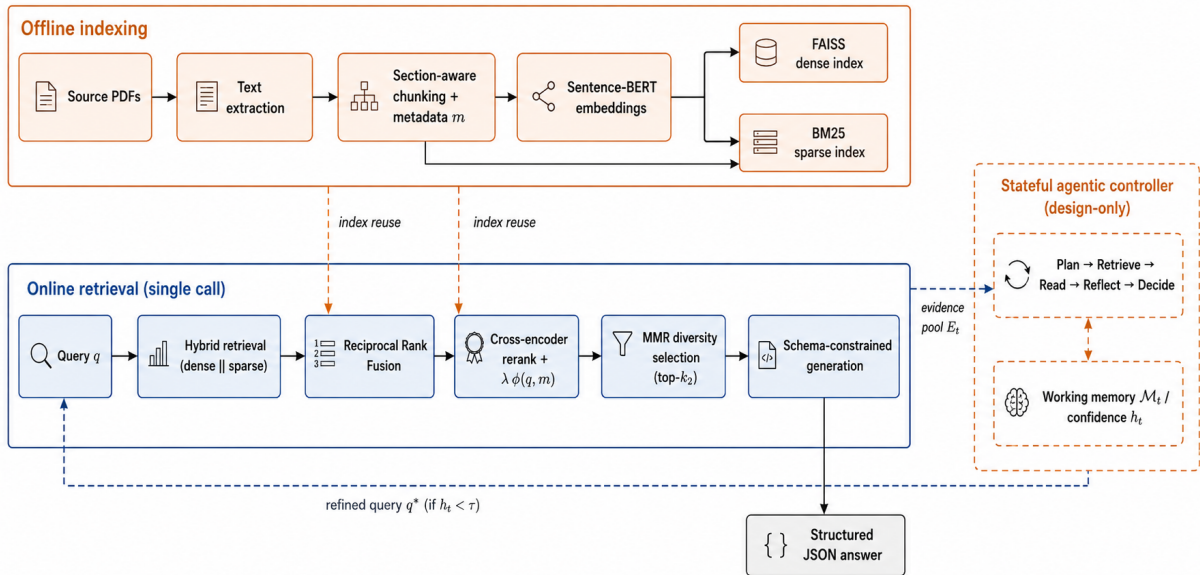 Offline indexing
Source PDFs
Text
extraction
Section-aware
chunking +
metadata m
Sentence-BERT
embeddings
FAISS
dense index
BM25
sparse index
index reuse
index reuse
Stateful agentic controller
(design-only)
Plan → Retrieve →
Read → Reflect → Decide
Working memory ℳₜ /
confidence hₜ
evidence
pool Eₜ
Online retrieval (single call)
Query q
Hybrid retrieval
(dense || sparse)
1
2
3
Reciprocal Rank
Fusion
Cross-encoder
rerank +
λ ϕ(q, m)
MMR diversity
selection
(top-k₂)
</>
Schema-constrained
generation
refined query q* (if hₜ < τ)
{ }
Structured
JSON answer